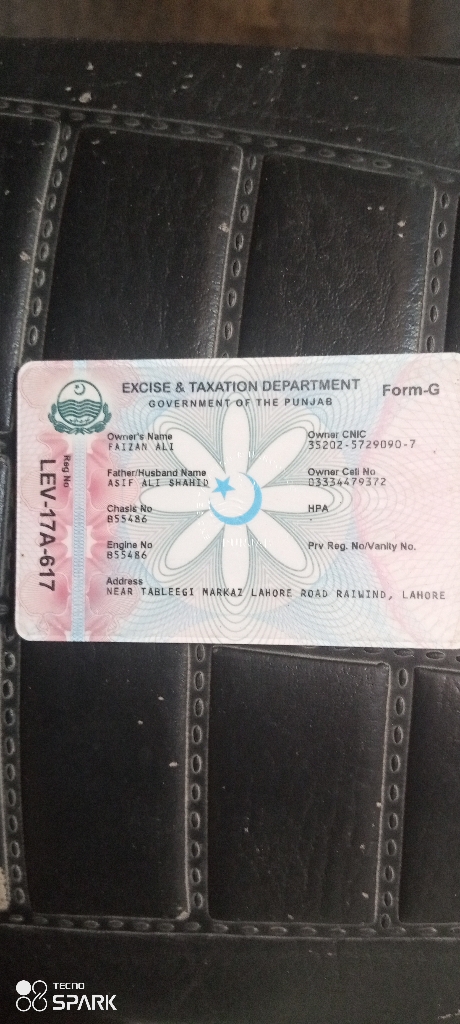 EXCISE & TAXATION DEPARTMENT Form-G
GOVERNMENT OF THE PUNJAB
Reg No
LEV-17A-617
Owner's Name
FAIZAN ALI
Owner CNIC
35202-5729090-7
Father/Husband Name
ASIF ALI SHAHID
Owner Cell No
03334479372
Chasis No
B55486
HPA
-
Engine No
B55486
Prv Reg. No/Vanity No.
Address
NEAR TABLEEGI MARKAZ LAHORE ROAD RAIWIND, LAHORE
TECNO
SPARK